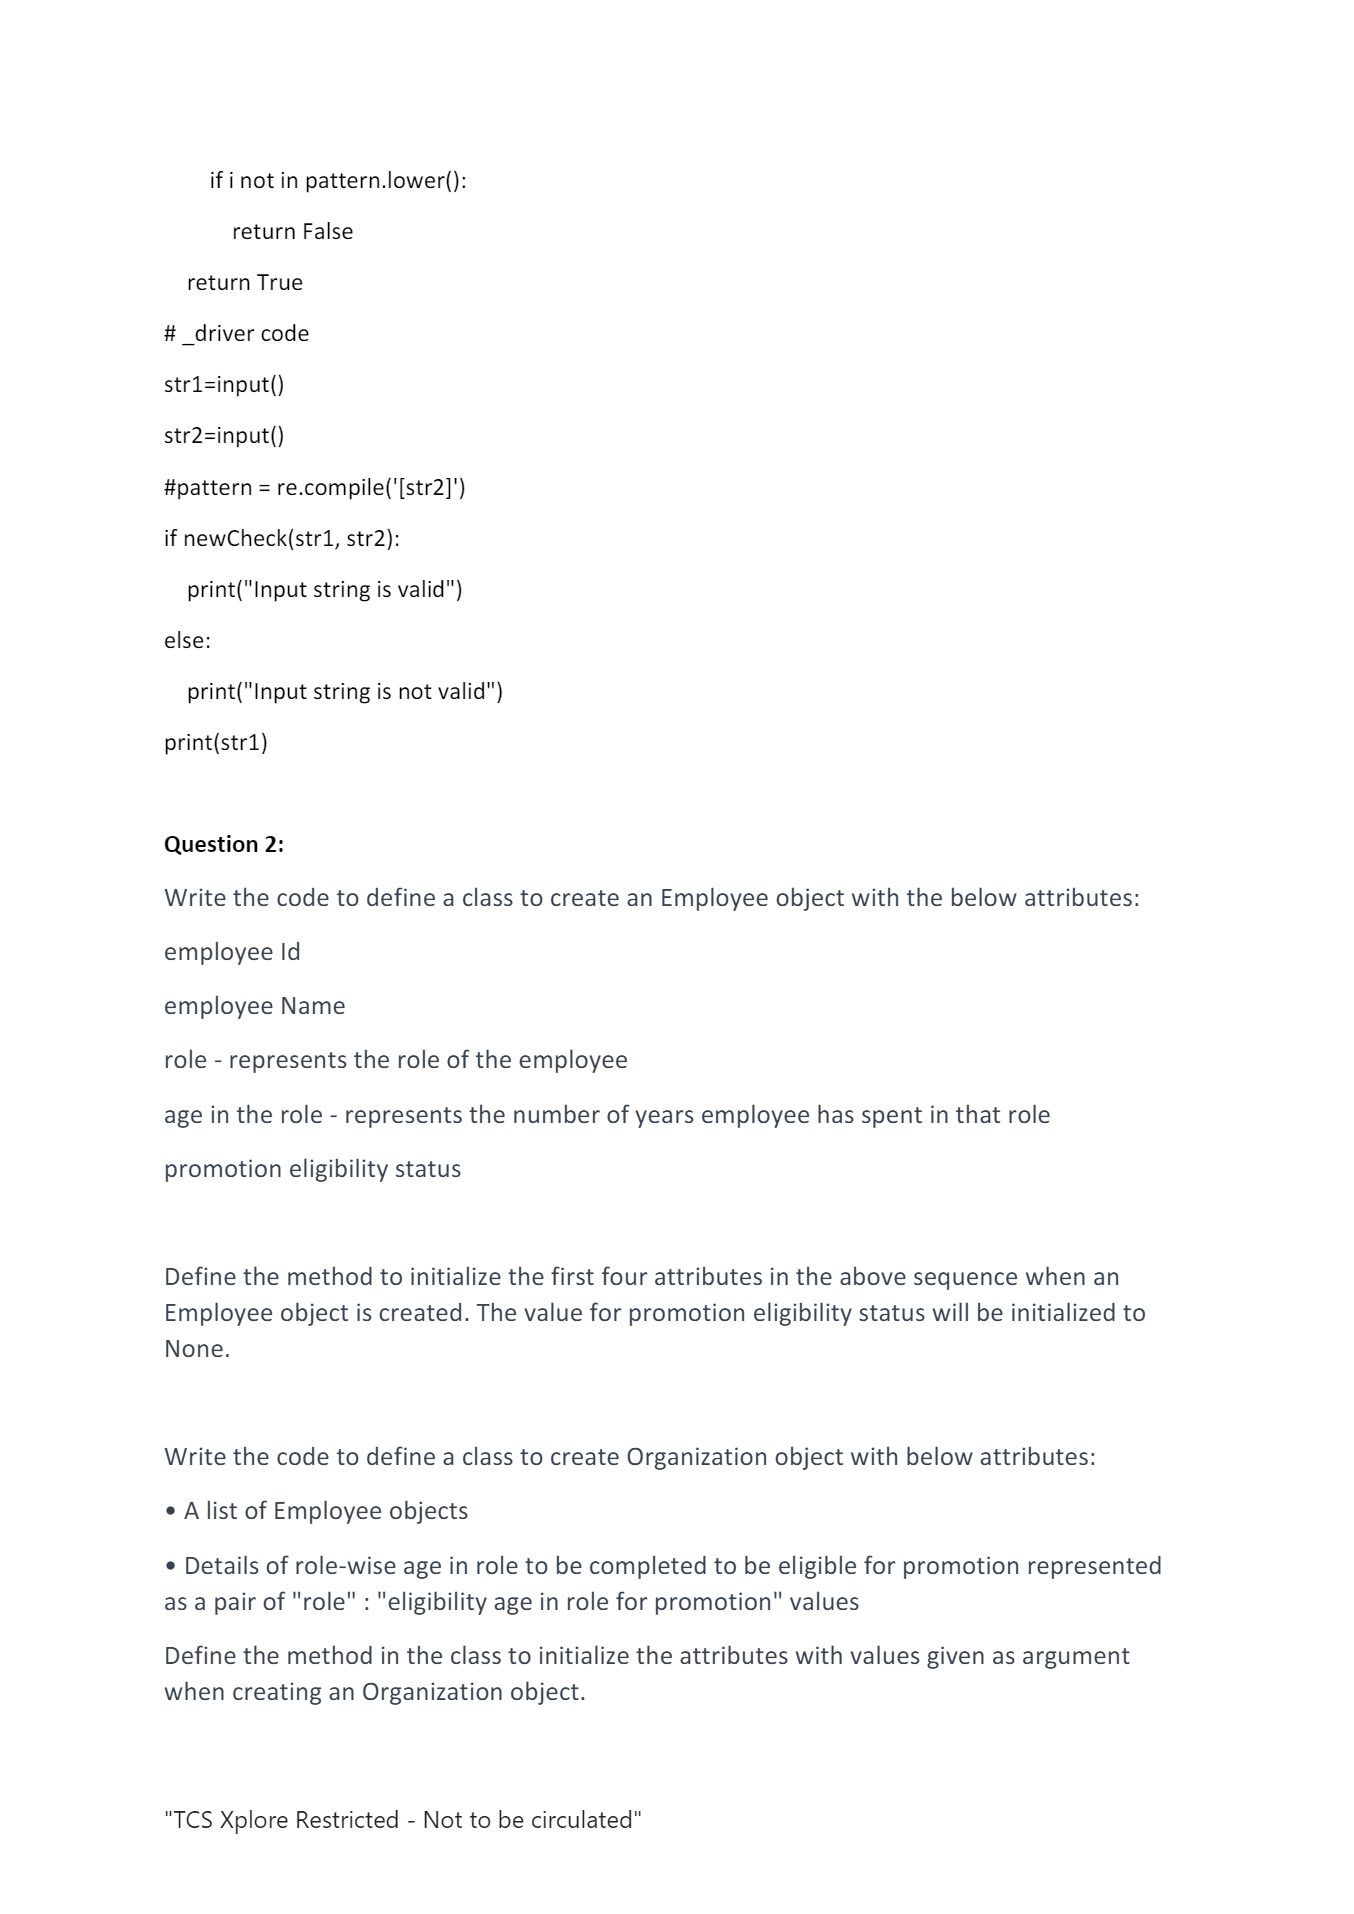 if i not in pattern.lower():
return False
return True
# _driver code
str1=input()
str2=input()
#pattern = re.compile('[str2]')
if newCheck(str1, str2):
print("Input string is valid")
else:
print("Input string is not valid")
print(str1)
Question 2:
Write the code to define a class to create an Employee object with the below attributes:
employee Id
employee Name
role - represents the role of the employee
age in the role - represents the number of years employee has spent in that role
promotion eligibility status
Define the method to initialize the first four attributes in the above sequence when an
Employee object is created. The value for promotion eligibility status will be initialized to
None.
Write the code to define a class to create Organization object with below attributes:
• A list of Employee objects
• Details of role-wise age in role to be completed to be eligible for promotion represented
as a pair of "role" : "eligibility age in role for promotion" values
Define the method in the class to initialize the attributes with values given as argument
when creating an Organization object.
"TCS Xplore Restricted - Not to be circulated"